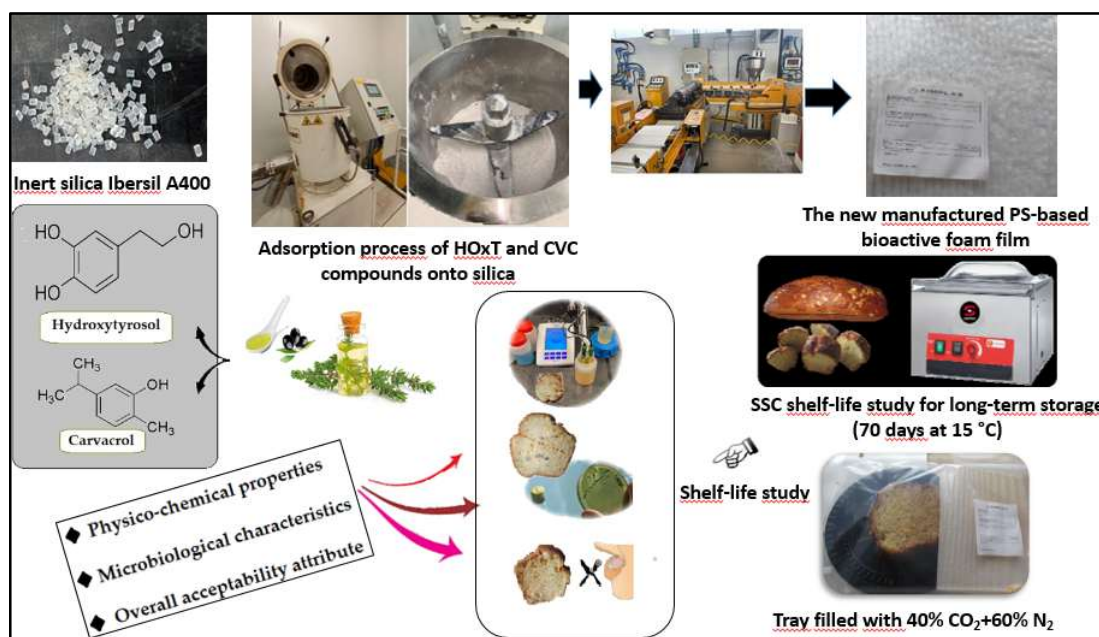 Inert silica Ibersil A400
Adsorption process of HOxT and CVC
compounds onto silica
The new manufactured PS-based
bioactive foam film
HO
OH
HO
Hydroxytyrosol
CH₃
H₃C
OH
CH₃
Carvacrol
SSC shelf-life study for long-term storage
(70 days at 15 °C)
Shelf-life study
Physico-chemical properties
Microbiological characteristics
Overall acceptability attribute
Tray filled with 40% CO₂+60% N₂